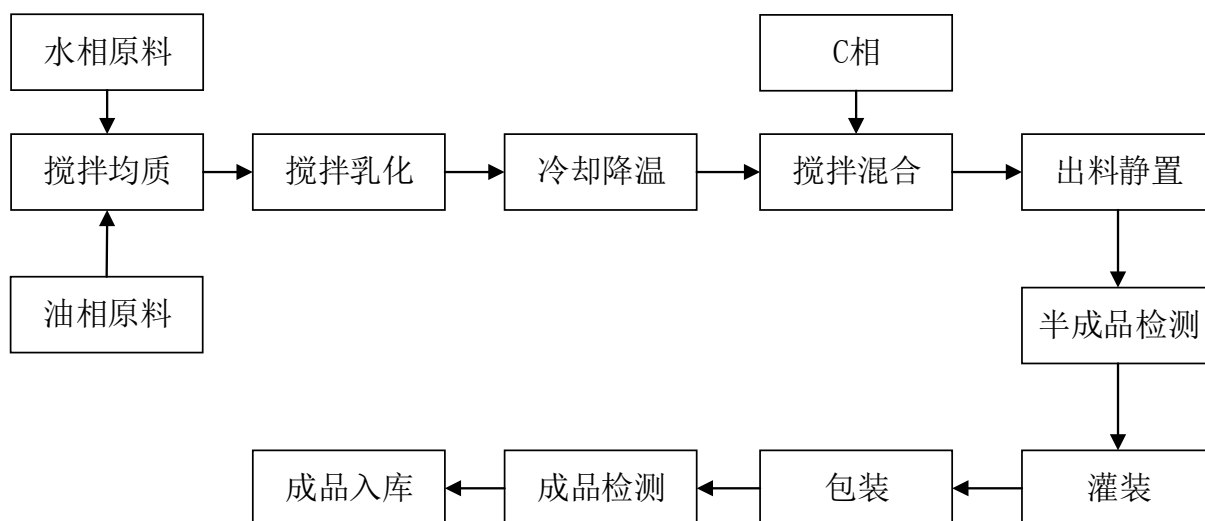 水相原料
C相
搅拌均质
搅拌乳化
冷却降温
搅拌混合
出料静置
油相原料
半成品检测
成品入库
成品检测
包装
灌装